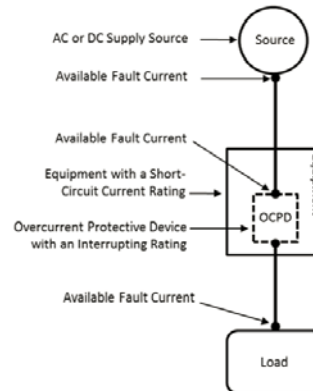 AC or DC Supply Source
Source
Available Fault Current
Available Fault Current
Equipment with a Short-
Circuit Current Rating
OCPD
Overcurrent Protective Device
with an Interrupting Rating
Available Fault Current
Load